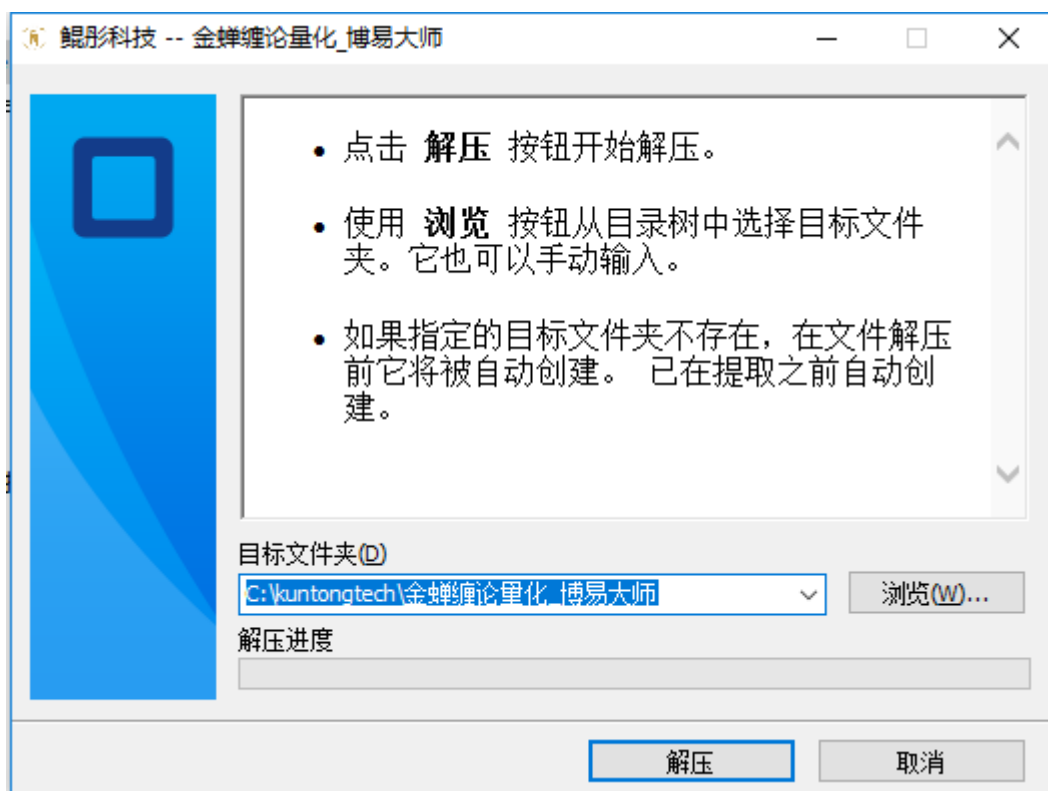 鲲彤科技 -- 金蝉缠论量化_博易大师
点击 解压 按钮开始解压。
使用 浏览 按钮从目录树中选择目标文件
夹。它也可以手动输入。
如果指定的目标文件夹不存在，在文件解压
前它将被自动创建。 已在提取之前自动创
建。
目标文件夹(D)
C:\kuntongtech\金蝉缠论量化_博易大师
浏览(W)...
解压进度
解压
取消